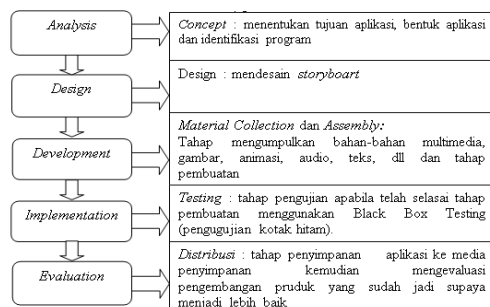 Analysis
Concept : menentukan tujuan aplikasi, bentuk aplikasi
dan identifikasi program
Design
Design : mendesain storyboart
Development
Material Collection dan Assembly:
Tahap mengumpulkan bahan-bahan multimedia,
gambar, animasi, audio, teks, dll dan tahap
pembuatan
Implementation
Testing : tahap pengujian apabila telah selasai tahap
pembuatan menggunakan Black Box Testing
(pengugujian kotak hitam).
Evaluation
Distribusi : tahap penyimpanan aplikasi ke media
penyimpanan kemudian mengevaluasi
pengembangan pruduk yang sudah jadi supaya
menjadi lebih baik